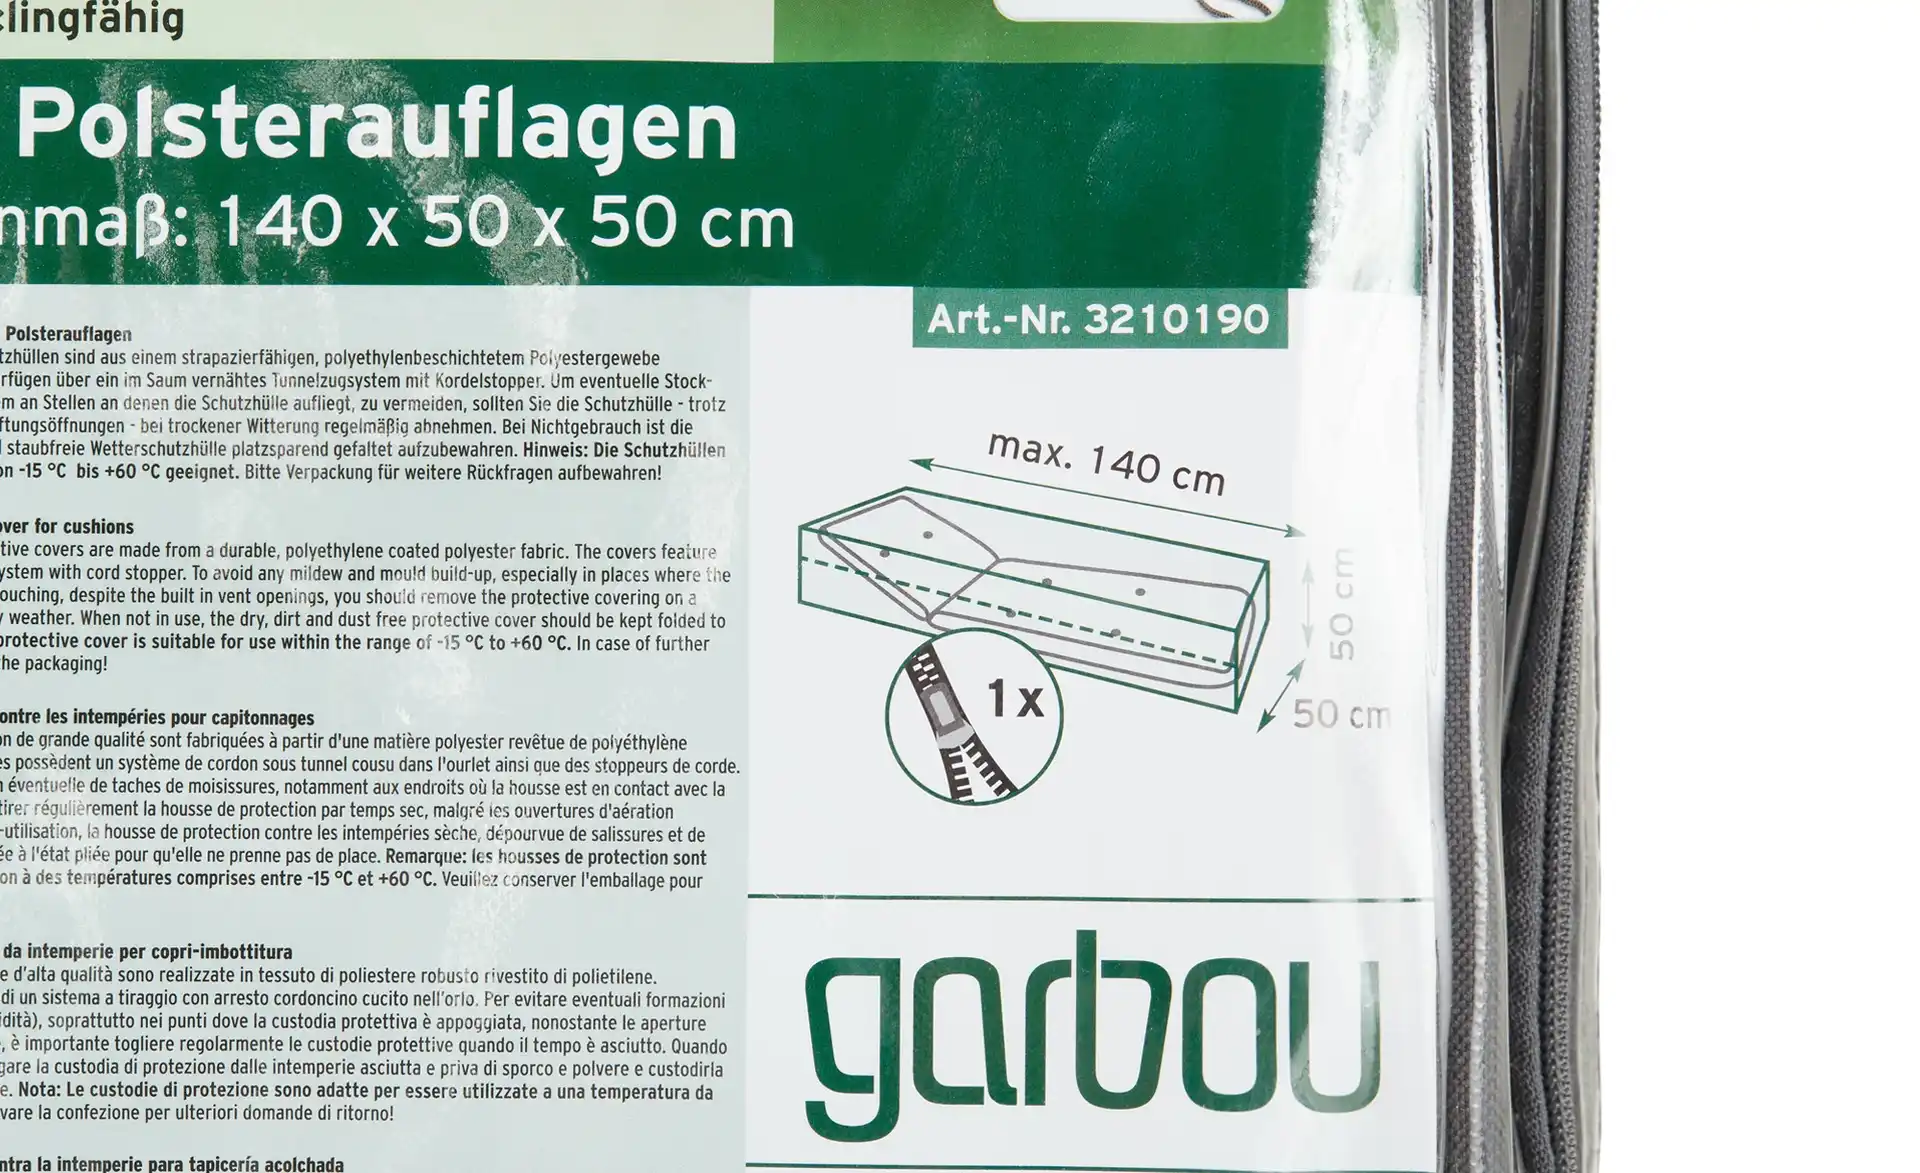 lingfähig
Polsterauflagen
nmaß: 140 x 50 x 50 cm
Art.-Nr. 3210190
Polsterauflagen
tzhüllen sind aus einem strapazierfähigen, polyethylenbeschichtetem Polyestergewebe
rfügen über ein im Saum vernähtes Tunnelzugsystem mit Kordelstopper. Um eventuelle Stock-
m an Stellen an denen die Schutzhülle aufliegt, zu vermeiden, sollten Sie die Schutzhülle - trotz
ftungsöffnungen - bei trockener Witterung regelmäßig abnehmen. Bei Nichtgebrauch ist die
staubfreie Wetterschutzhülle platzsparend gefaltet aufzubewahren. Hinweis: Die Schutzhüllen
on -15 °C bis +60 °C geeignet. Bitte Verpackung für weitere Rückfragen aufbewahren!
over for cushions
tive covers are made from a durable, polyethylene coated polyester fabric. The covers feature
ystem with cord stopper. To avoid any mildew and mould build-up, especially in places where the
ouching, despite the built in vent openings, you should remove the protective covering on a
y weather. When not in use, the dry, dirt and dust free protective cover should be kept folded to
protective cover is suitable for use within the range of -15 °C to +60 °C. In case of further
he packaging!
ontre les intempéries pour capitonnages
on de grande qualité sont fabriquées à partir d'une matière polyester revêtue de polyéthylène
es possèdent un système de cordon sous tunnel cousu dans l'ourlet ainsi que des stoppeurs de corde.
n éventuelle de taches de moisissures, notamment aux endroits où la housse est en contact avec la
tirer régulièrement la housse de protection par temps sec, malgré les ouvertures d'aération
-utilisation, la housse de protection contre les intempéries sèche, dépourvue de salissures et de
ée à l'état pliée pour qu'elle ne prenne pas de place. Remarque: les housses de protection sont
on à des températures comprises entre -15 °C et +60 °C. Veuillez conserver l'emballage pour
da intemperie per copri-imbottitura
e d'alta qualità sono realizzate in tessuto di poliestere robusto rivestito di polietilene.
di un sistema a tiraggio con arresto cordoncino cucito nell'orlo. Per evitare eventuali formazioni
idità), soprattutto nei punti dove la custodia protettiva è appoggiata, nonostante le aperture
, è importante togliere regolarmente le custodie protettive quando il tempo è asciutto. Quando
gare la custodia di protezione dalle intemperie asciutta e priva di sporco e polvere e custodirla
e. Nota: Le custodie di protezione sono adatte per essere utilizzate a una temperatura da
vare la confezione per ulteriori domande di ritorno!
ntra la intemperie para tapicería acolchada
max. 140 cm
50 cm
50 cm
1x
garbou